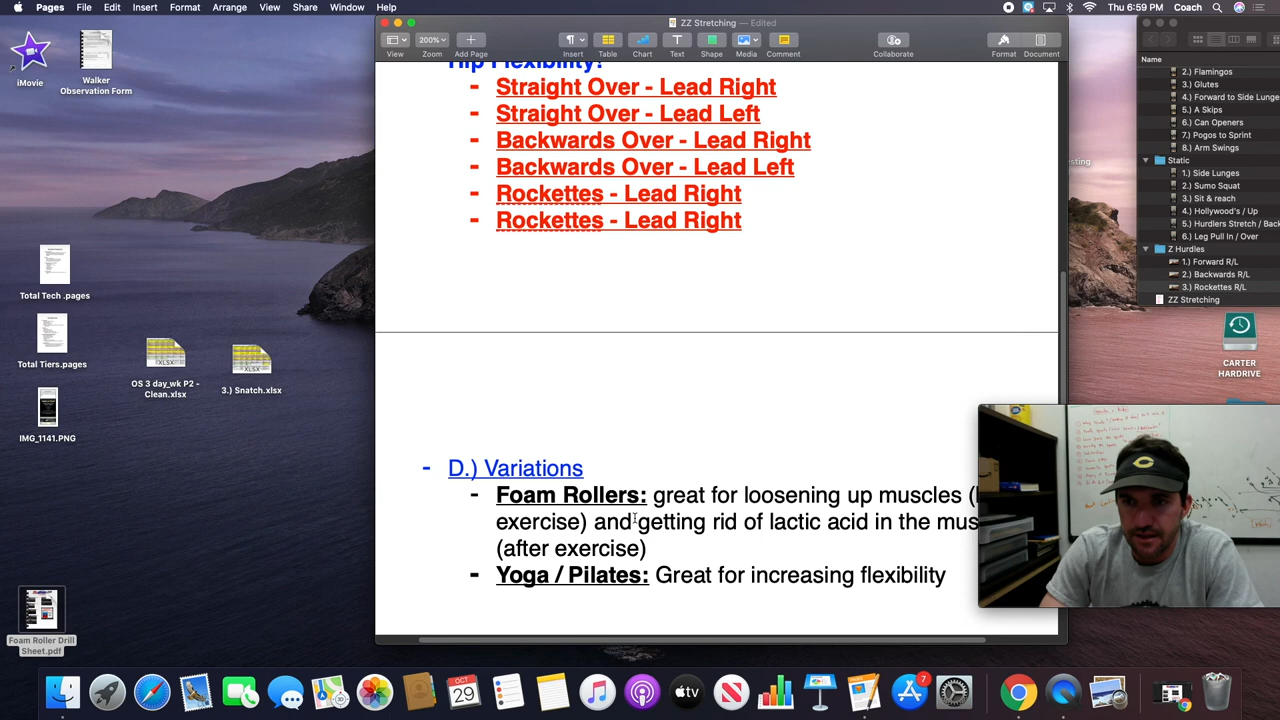 Pages File Edit Insert Format Arrange View Share Window Help
Thu 6:59 PM Coach
ZZ Stretching — Edited
200%
View Zoom Add Page Insert Table Chart Text Shape Media Comment Collaborate Format Document
Hip Flexibility:
- Straight Over - Lead Right
- Straight Over - Lead Left
- Backwards Over - Lead Right
- Backwards Over - Lead Left
- Rockettes - Lead Right
- Rockettes - Lead Right
- D.) Variations
- Foam Rollers: great for loosening up muscles (
exercise) and getting rid of lactic acid in the mus
(after exercise)
- Yoga / Pilates: Great for increasing flexibility
iMovie
Walker
Observation Form
Total Tech .pages
Total Tiers.pages
IMG_1141.PNG
XLSX
OS 3 day_wk P2 -
Clean.xlsx
XLSX
3.) Snatch.xlsx
Foam Roller Drill
Sheet.pdf
Name
2.) Flamingos
3.) Glutes
4.) Forward to Side Lunge
5.) A Skips
6.) Can Openers
7.) Pogos to Sprint
8.) Arm Swings
Static
1.) Side Lunges
2.) Sumo Squat
3.) Sit & reach
4.) Hollywood's / Up
5.) Hurdlers Stretch / Back
6.) Leg Pull In / Over
Z Hurdles
1.) Forward R/L
2.) Backwards R/L
3.) Rockettes R/L
ZZ Stretching
esting
CARTER
HARDRIVE
C
OCT
29
tv
7